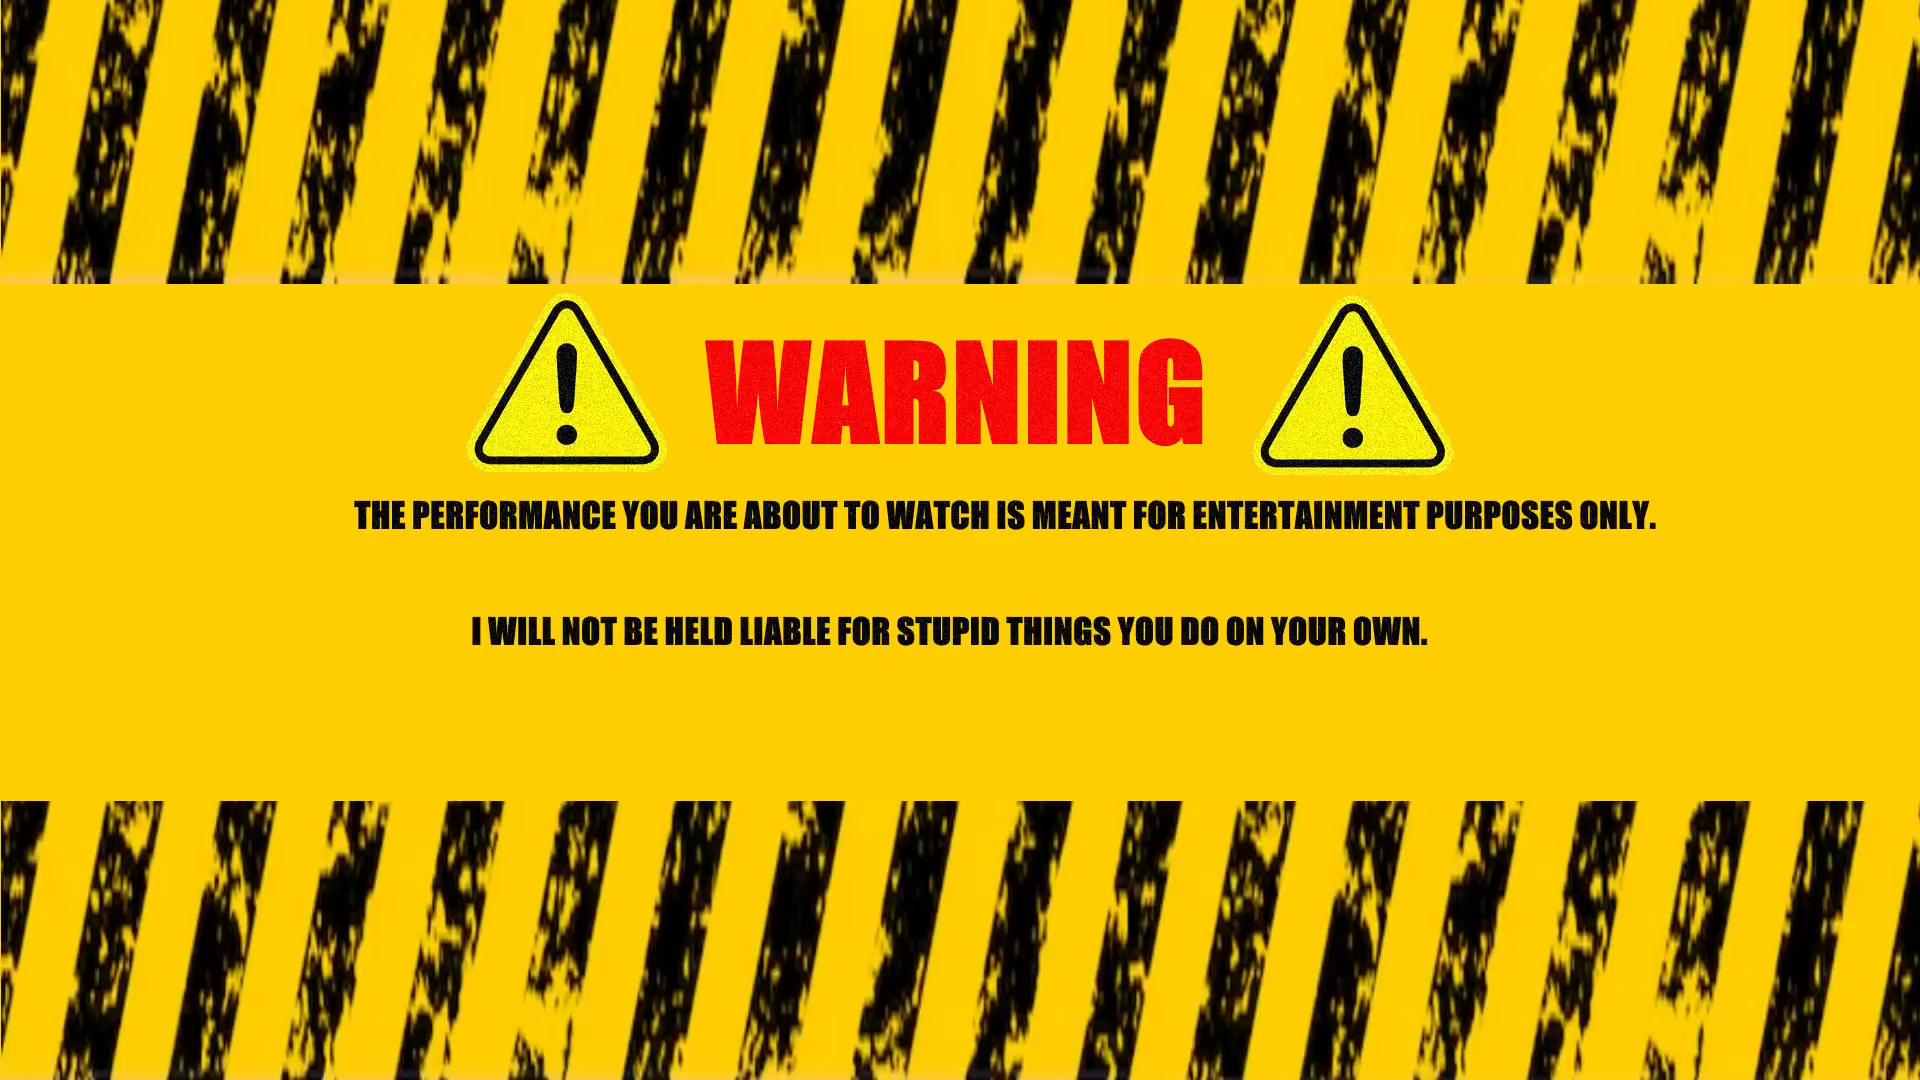 WARNING
THE PERFORMANCE YOU ARE ABOUT TO WATCH IS MEANT FOR ENTERTAINMENT PURPOSES ONLY.
I WILL NOT BE HELD LIABLE FOR STUPID THINGS YOU DO ON YOUR OWN.